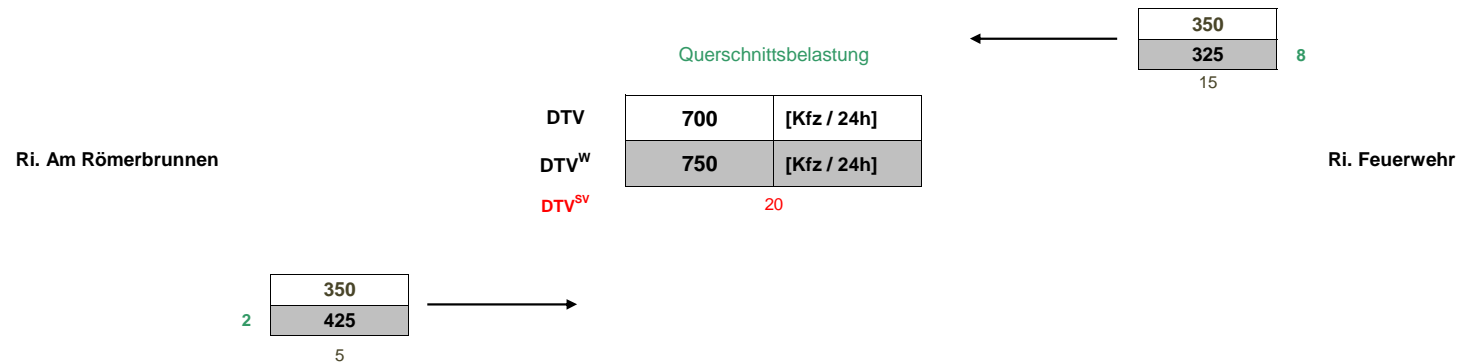 350
Querschnittsbelastung
325 8
15
DTV 700 [Kfz / 24h]
Ri. Am Römerbrunnen DTV^W 750 [Kfz / 24h] Ri. Feuerwehr
DTV^SV 20
350
2 425
5